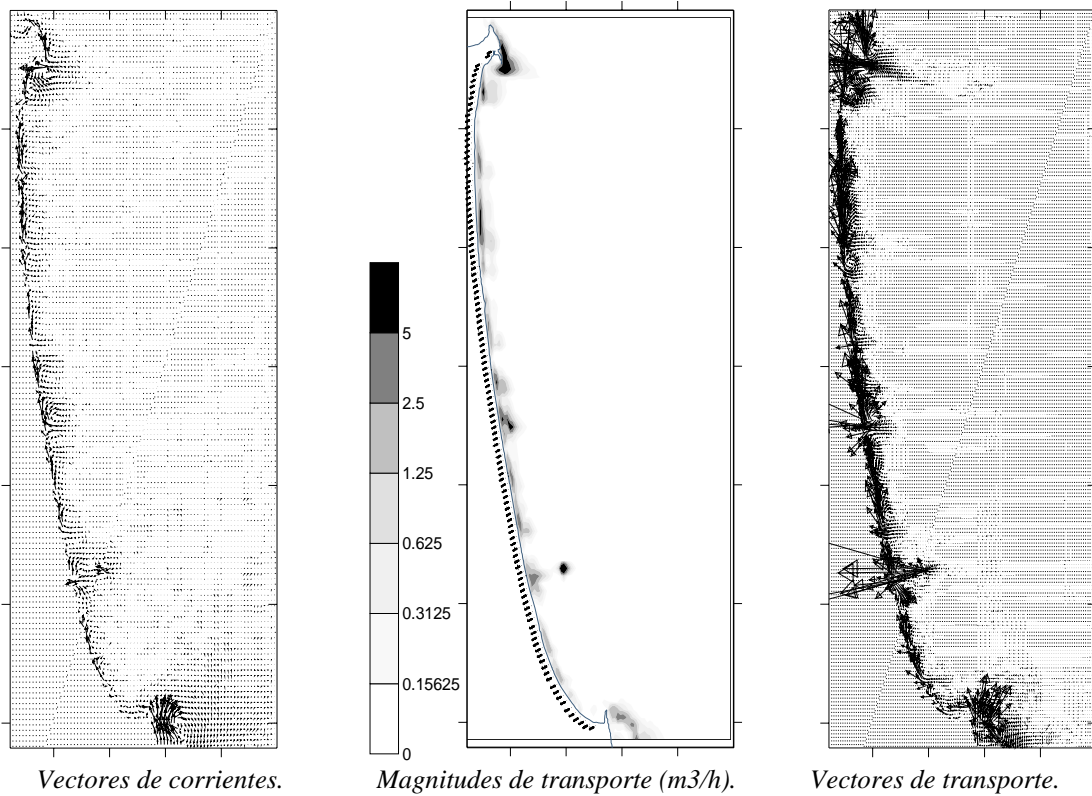 5
2.5
1.25
0.625
0.3125
0.15625
0
Vectores de corrientes.
Magnitudes de transporte (m3/h).
Vectores de transporte.